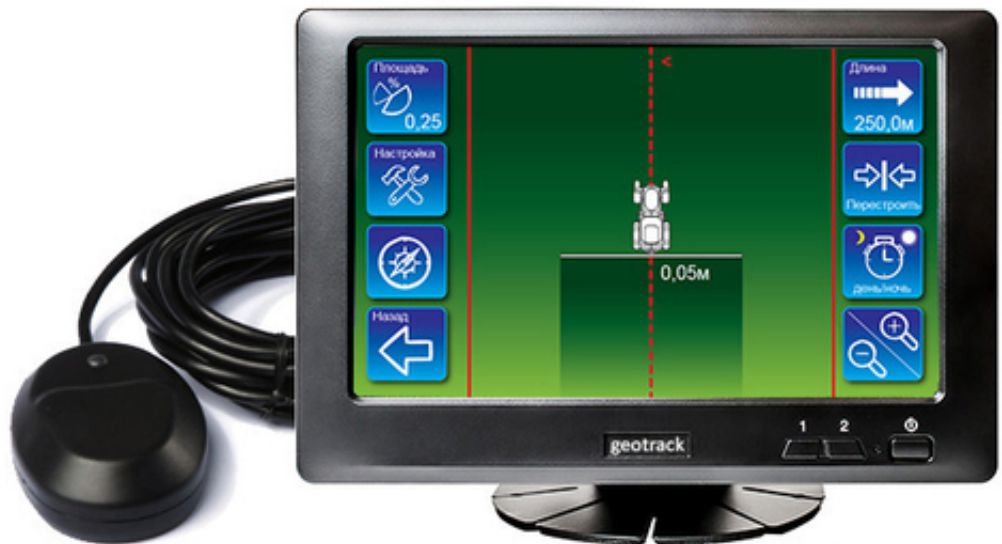 Площадь
%
0,25
Настройка
Назад
<
0,05м
Длина
250,0м
Перестроить
день/ночь
1 2
geotrack